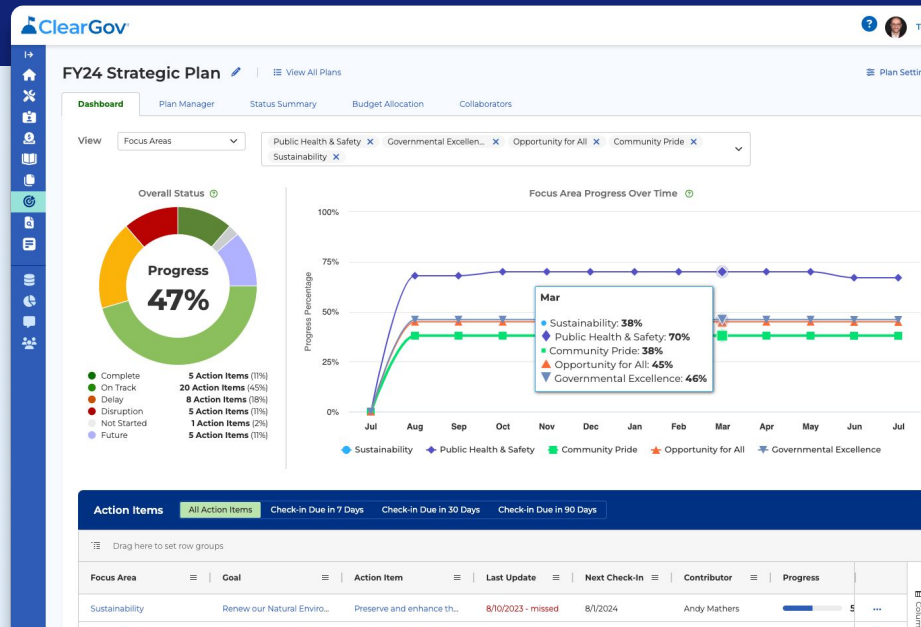 ClearGov
?
FY24 Strategic Plan
View All Plans
Plan Settin
Dashboard
Plan Manager
Status Summary
Budget Allocation
Collaborators
View
Focus Areas
Public Health & Safety X Governmental Excellen... X Opportunity for All X Community Pride X
Sustainability X
Overall Status ?
Progress
47%
Complete 5 Action Items (11%)
On Track 20 Action Items (45%)
Delay 8 Action Items (18%)
Disruption 5 Action Items (11%)
Not Started 1 Action Items (2%)
Future 5 Action Items (11%)
Focus Area Progress Over Time ?
Progress Percentage
100%
75%
50%
25%
0%
Mar
Sustainability: 38%
Public Health & Safety: 70%
Community Pride: 38%
Opportunity for All: 45%
Governmental Excellence: 46%
Jul Aug Sep Oct Nov Dec Jan Feb Mar Apr May Jun Jul
Sustainability Public Health & Safety Community Pride Opportunity for All Governmental Excellence
Action Items
All Action Items Check-in Due in 7 Days Check-in Due in 30 Days Check-in Due in 90 Days
Drag here to set row groups
Focus Area Goal Action Item Last Update Next Check-In Contributor Progress
Sustainability Renew our Natural Enviro... Preserve and enhance th... 8/10/2023 - missed 8/1/2024 Andy Mathers 5 ...
Column